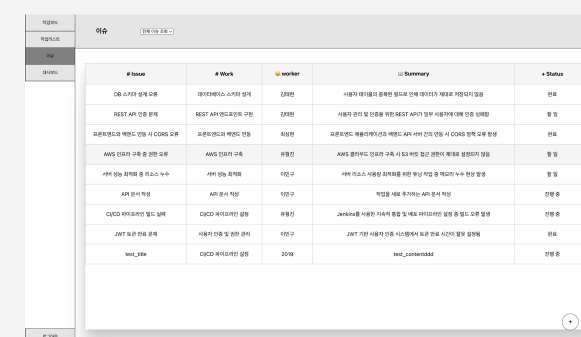 작업보드
작업리스트
이슈
대시보드
이슈
전체 이슈 조회
# Issue # Work 😀 worker 📖 Summary + Status
DB 스키마 설계 오류 데이터베이스 스키마 설계 김태현 사용자 테이블의 중복된 필드로 인해 데이터가 제대로 저장되지 않음 완료
REST API 인증 문제 REST API 엔드포인트 구현 김태현 사용자 관리 및 인증을 위한 REST API가 일부 사용자에 대해 인증 실패함 할 일
프론트엔드와 백엔드 연동 시 CORS 오류 프론트엔드와 백엔드 연동 최성현 프론트엔드 애플리케이션과 백엔드 API 서버 간의 연동 시 CORS 정책 오류 발생 완료
AWS 인프라 구축 중 권한 오류 AWS 인프라 구축 유형진 AWS 클라우드 인프라 구축 시 S3 버킷 접근 권한이 제대로 설정되지 않음 할 일
서버 성능 최적화 중 리소스 누수 서버 성능 최적화 이민구 서버 리소스 사용량 최적화를 위한 튜닝 작업 중 메모리 누수 현상 발생 할 일
API 문서 작성 API 문서 작성 이민구 작업을 새로 추가하는 API 문서 작성 진행 중
CI/CD 파이프라인 빌드 실패 CI/CD 파이프라인 설정 유형진 Jenkins를 사용한 지속적 통합 및 배포 파이프라인 설정 중 빌드 오류 발생 진행 중
JWT 토큰 만료 문제 사용자 인증 및 권한 관리 이민구 JWT 기반 사용자 인증 시스템에서 토큰 만료 시간이 잘못 설정됨 완료
test_title CI/CD 파이프라인 설정 2019 test_contentddd 진행 중
+
로그아웃